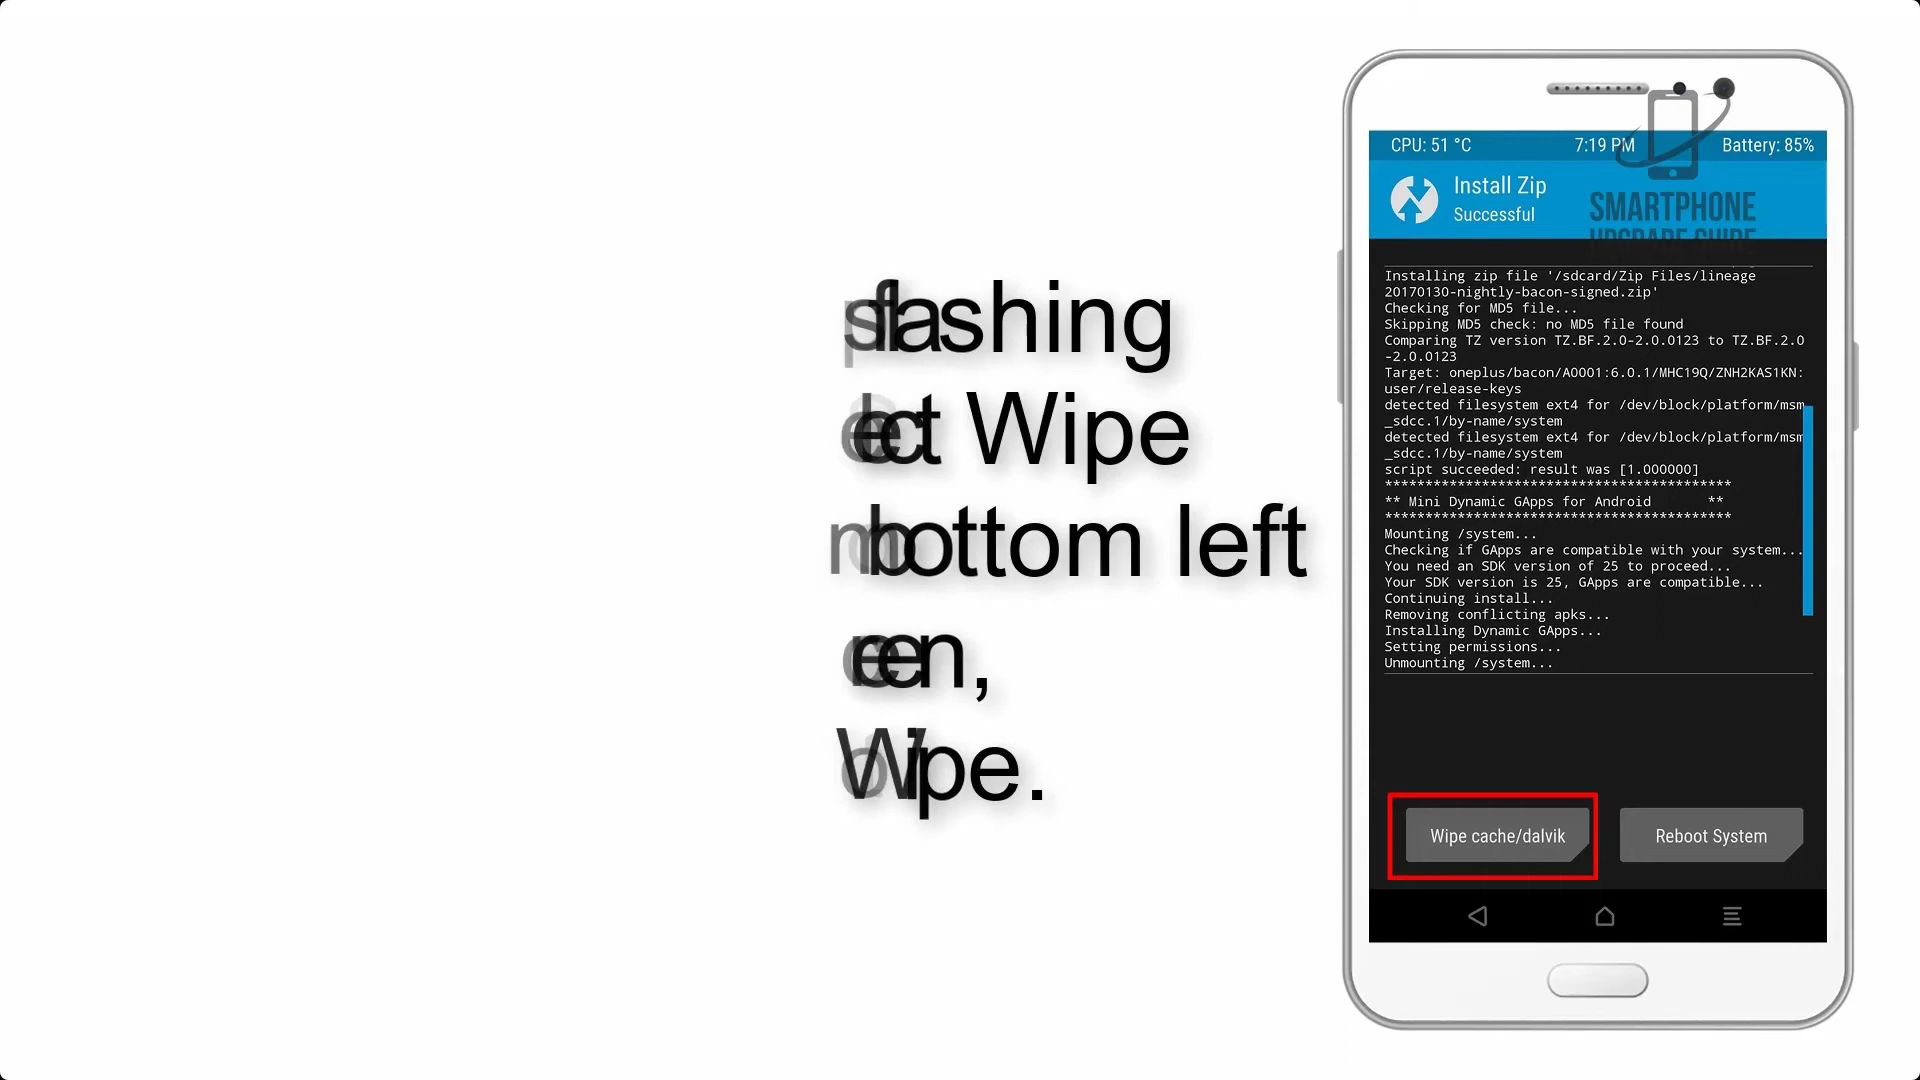 flashing
Wipe
bottom left
Wipe.
CPU: 51 °C 7:19 PM Battery: 85%
Install Zip
Successful
SMARTPHONE
UPGRADE GUIDE
Installing zip file '/sdcard/Zip Files/lineage
20170130-nightly-bacon-signed.zip'
Checking for MD5 file...
Skipping MD5 check: no MD5 file found
Comparing TZ version TZ.BF.2.0-2.0.0123 to TZ.BF.2.0
-2.0.0123
Target: oneplus/bacon/A0001:6.0.1/MHC19Q/ZNH2KAS1KN:
user/release-keys
detected filesystem ext4 for /dev/block/platform/msm
_sdcc.1/by-name/system
detected filesystem ext4 for /dev/block/platform/msm
_sdcc.1/by-name/system
script succeeded: result was [1.000000]
*******************************************
** Mini Dynamic GApps for Android **
*******************************************
Mounting /system...
Checking if GApps are compatible with your system...
You need an SDK version of 25 to proceed...
Your SDK version is 25, GApps are compatible...
Continuing install...
Removing conflicting apks...
Installing Dynamic GApps...
Setting permissions...
Unmounting /system...
Wipe cache/dalvik Reboot System